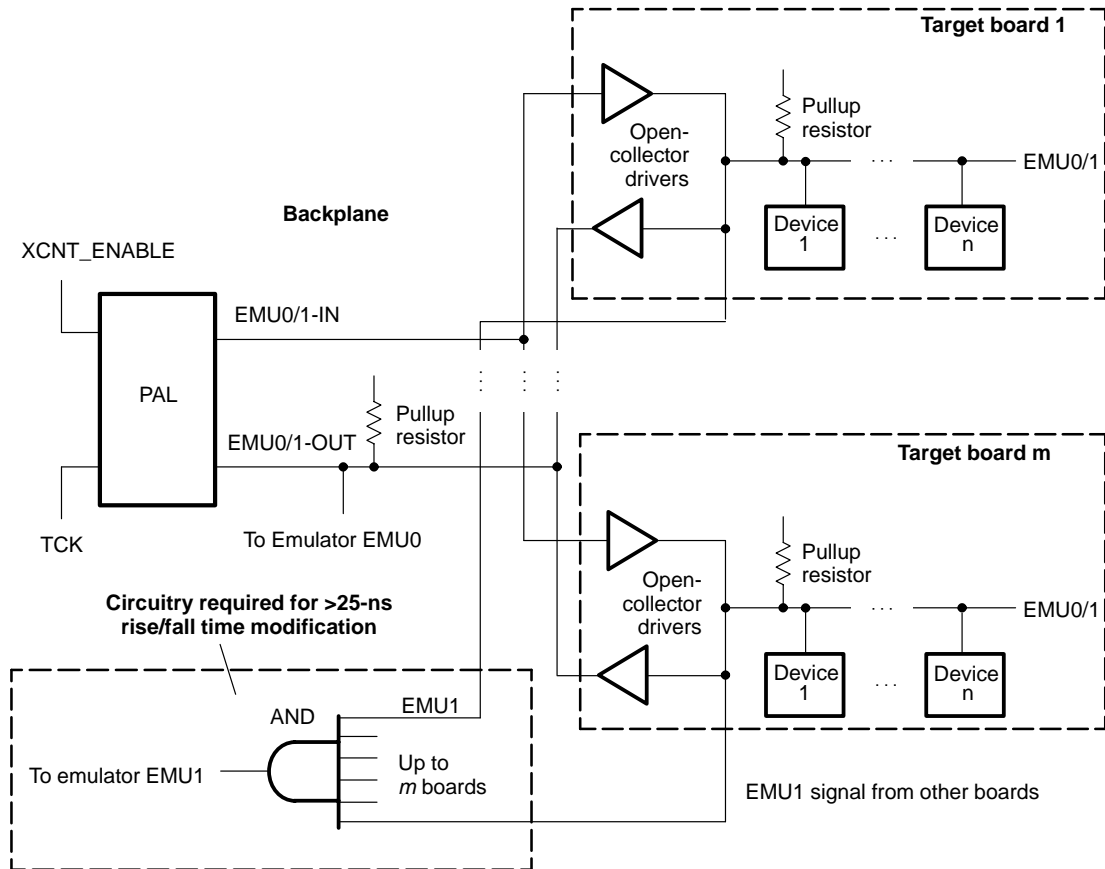 Target board 1
Pullup
resistor
Open-
collector
drivers
EMU0/1
Device
1
Device
n
Backplane
XCNT_ENABLE
EMU0/1-IN
PAL
Pullup
resistor
EMU0/1-OUT
TCK
To Emulator EMU0
Target board m
Pullup
resistor
Open-
collector
drivers
EMU0/1
Device
1
Device
n
Circuitry required for >25-ns
rise/fall time modification
AND
EMU1
To emulator EMU1
Up to
m boards
EMU1 signal from other boards